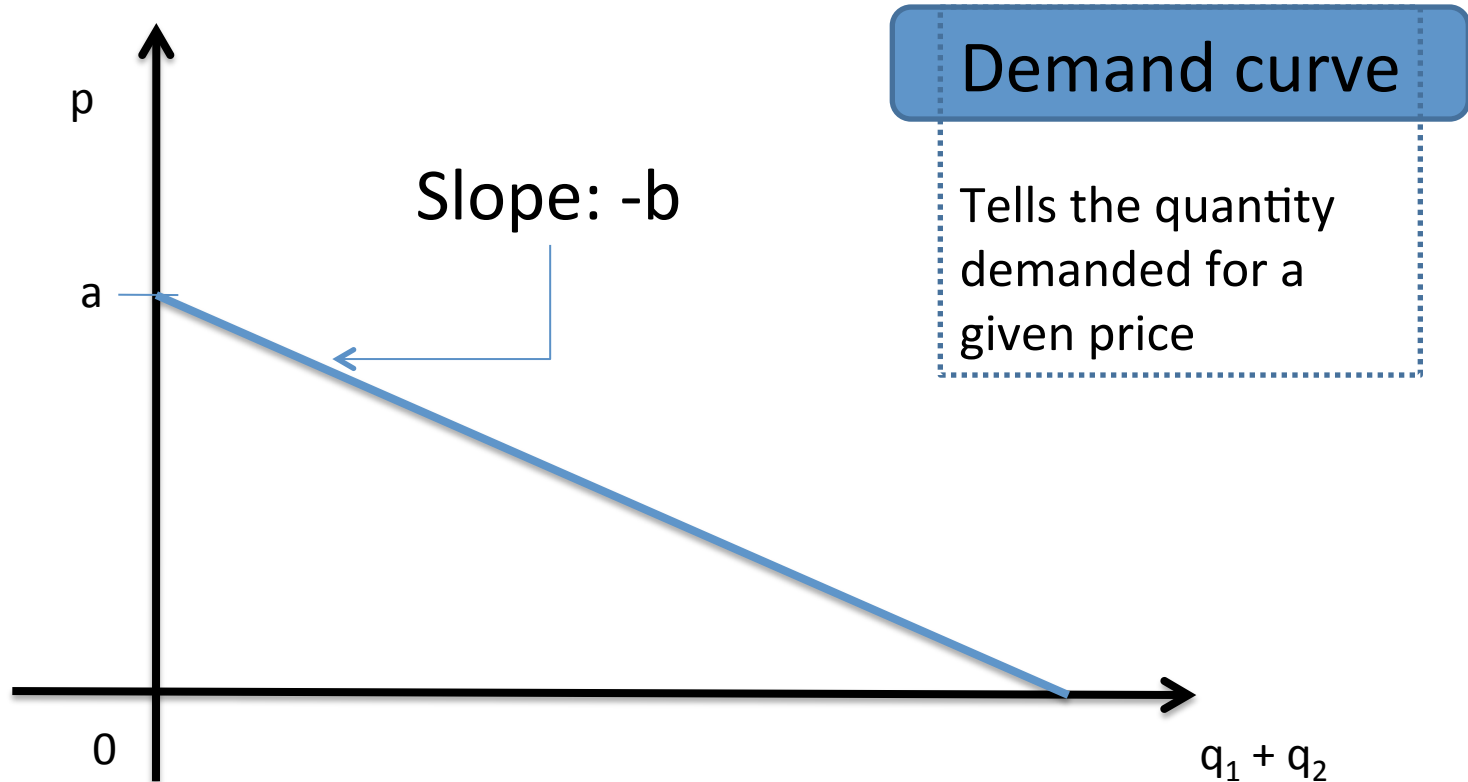 Demand curve
p
Slope: -b
Tells the quantity
demanded for a
given price
a
0
q₁ + q₂